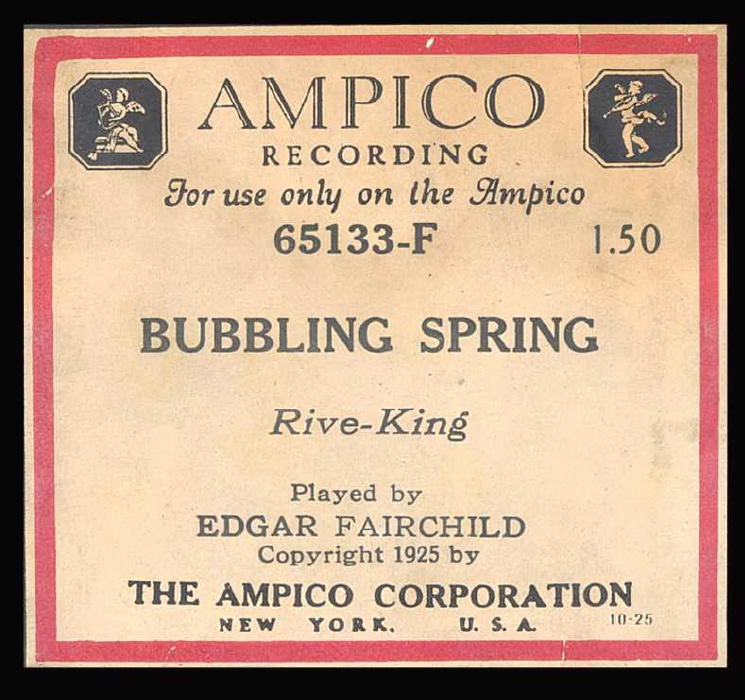 AMPICO
RECORDING
For use only on the Ampico
65133-F 1.50
BUBBLING SPRING
Rive-King
Played by
EDGAR FAIRCHILD
Copyright 1925 by
THE AMPICO CORPORATION
NEW YORK. U. S. A.
10-25